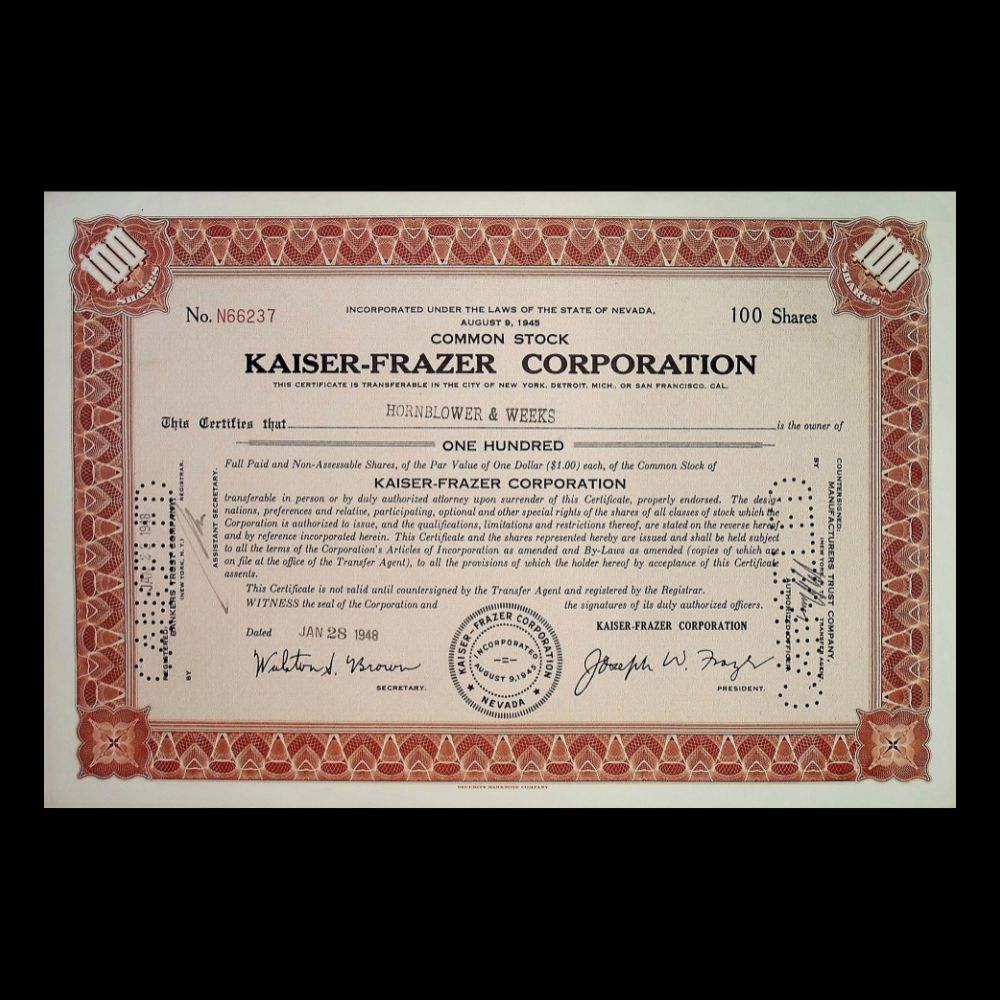 100
SHARES
100
SHARES
No. N66237
INCORPORATED UNDER THE LAWS OF THE STATE OF NEVADA,
AUGUST 9, 1945
100 Shares
COMMON STOCK
KAISER-FRAZER CORPORATION
THIS CERTIFICATE IS TRANSFERABLE IN THE CITY OF NEW YORK, DETROIT, MICH., OR SAN FRANCISCO, CAL.
This Certifies that HORNBLOWER & WEEKS is the owner of
ONE HUNDRED
Full Paid and Non-Assessable Shares, of the Par Value of One Dollar ($1.00) each, of the Common Stock of
KAISER-FRAZER CORPORATION
transferable in person or by duly authorized attorney upon surrender of this Certificate, properly endorsed. The desig-
nations, preferences and relative, participating, optional and other special rights of the shares of all classes of stock which the
Corporation is authorized to issue, and the qualifications, limitations and restrictions thereof, are stated on the reverse hereof
and by reference incorporated herein. This Certificate and the shares represented hereby are issued and shall be held subject
to all the terms of the Corporation's Articles of Incorporation as amended and By-Laws as amended (copies of which are
on file at the office of the Transfer Agent), to all the provisions of which the holder hereof by acceptance of this Certificate
assents.
This Certificate is not valid until countersigned by the Transfer Agent and registered by the Registrar.
WITNESS the seal of the Corporation and the signatures of its duly authorized officers.
Dated JAN 28 1948
KAISER-FRAZER CORPORATION
Walston S. Brown
SECRETARY.
KAISER-FRAZER CORPORATION
INCORPORATED
AUGUST 9, 1945
NEVADA
Joseph W. Frazer
PRESIDENT.
REGISTERED:
BANKERS TRUST COMPANY
(NEW YORK, N. Y.) REGISTRAR.
BY
ASSISTANT SECRETARY.
JAN 28 1948
COUNTERSIGNED:
MANUFACTURERS TRUST COMPANY,
TRANSFER AGENT
BY
AUTHORIZED OFFICER
SECURITY BANKNOTE COMPANY